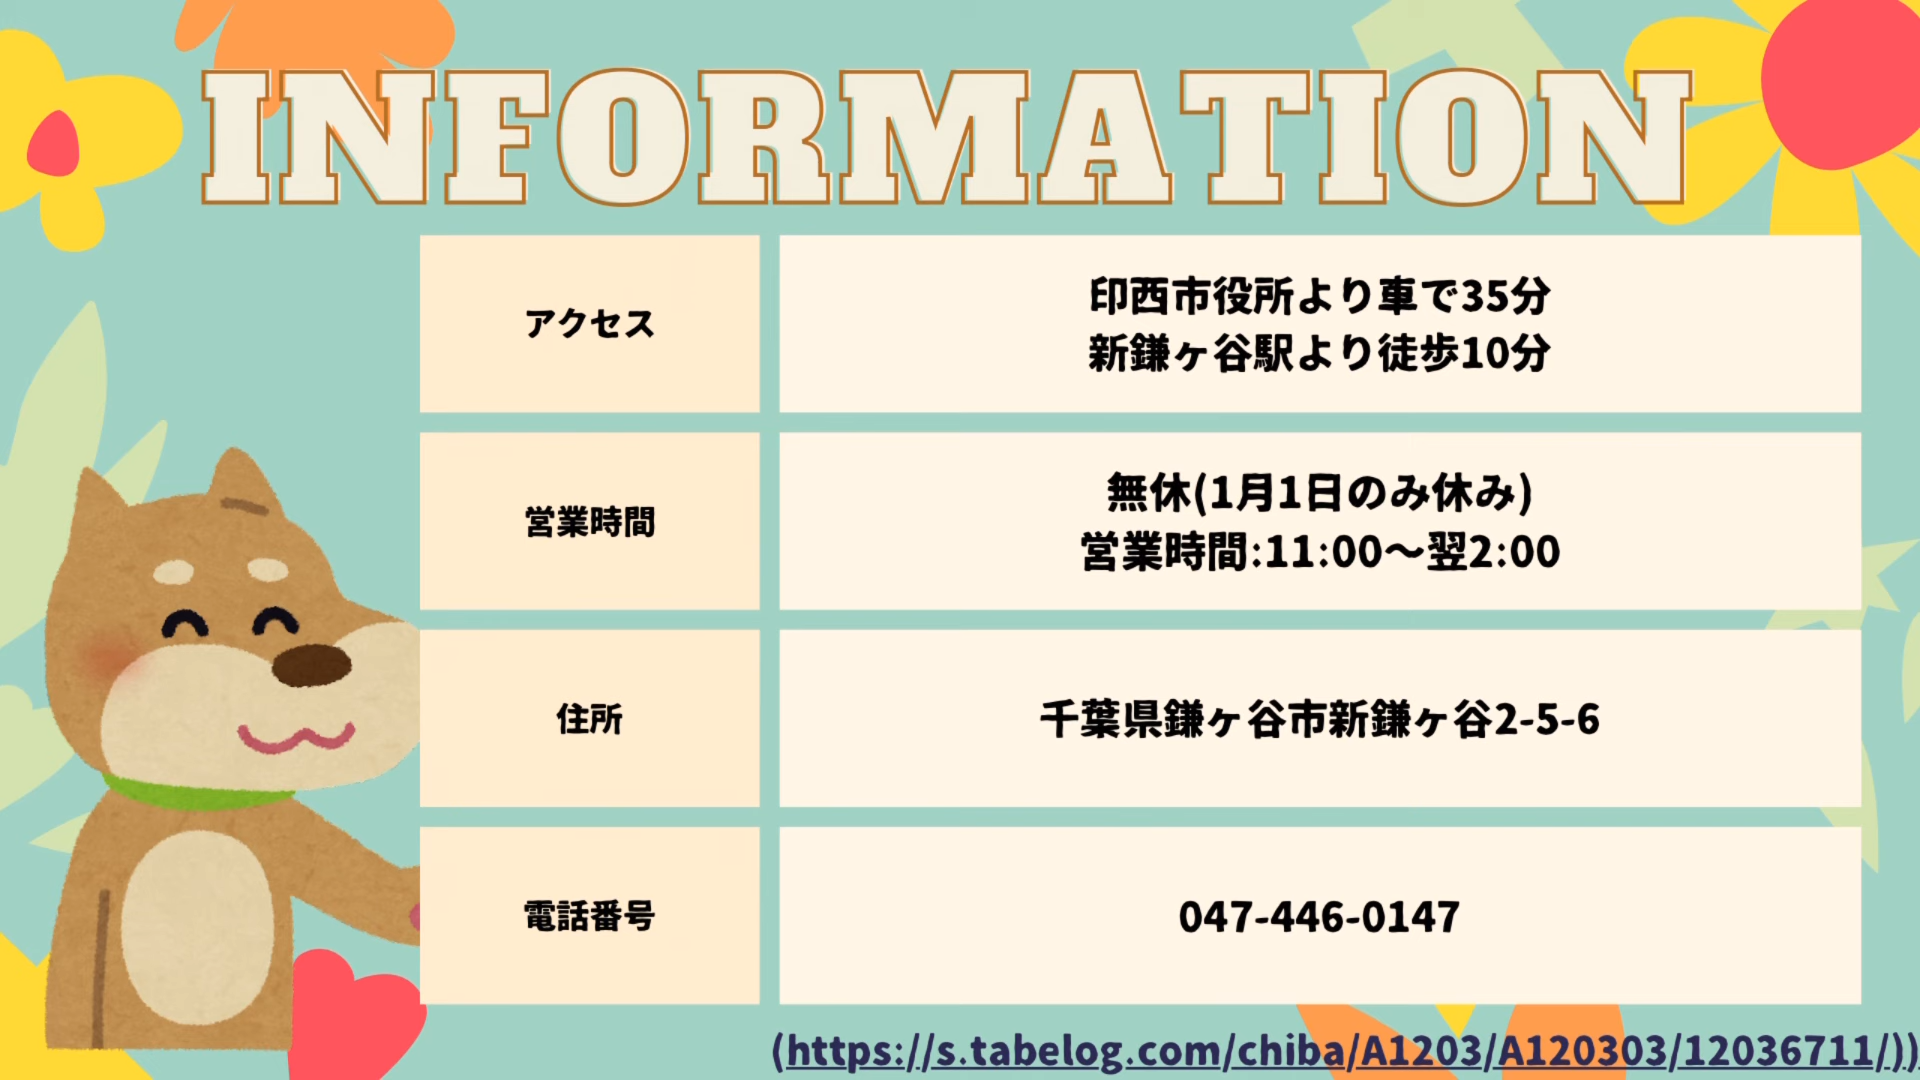 INFORMATION
アクセス
印西市役所より車で35分
新鎌ヶ谷駅より徒歩10分
営業時間
無休(1月1日のみ休み)
営業時間:11:00〜翌2:00
住所
千葉県鎌ヶ谷市新鎌ヶ谷2-5-6
電話番号
047-446-0147
(https://s.tabelog.com/chiba/A1203/A120303/12036711/))